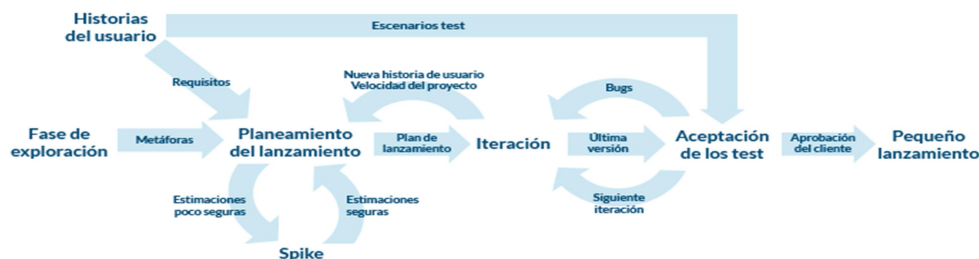 Historias
del usuario
Escenarios test
Requisitos
Nueva historia de usuario
Velocidad del proyecto
Bugs
Fase de
exploración
Metáforas
Planeamiento
del lanzamiento
Plan de
lanzamiento
Iteración
Última
versión
Aceptación
de los test
Aprobación
del cliente
Pequeño
lanzamiento
Estimaciones
poco seguras
Estimaciones
seguras
Siguiente
iteración
Spike